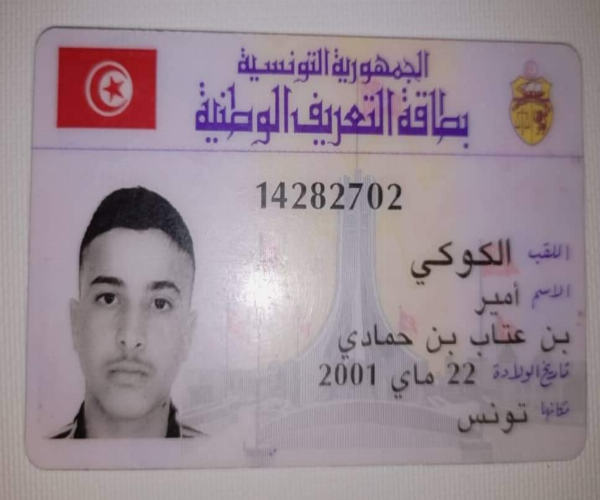 الجمهورية التونسية
بطاقة التعريف الوطنية
14282702
اللقب الكوكي
الاسم أمير
بن عتاب بن حمادي
تاريخ الولادة 22 ماي 2001
مكانها تونس